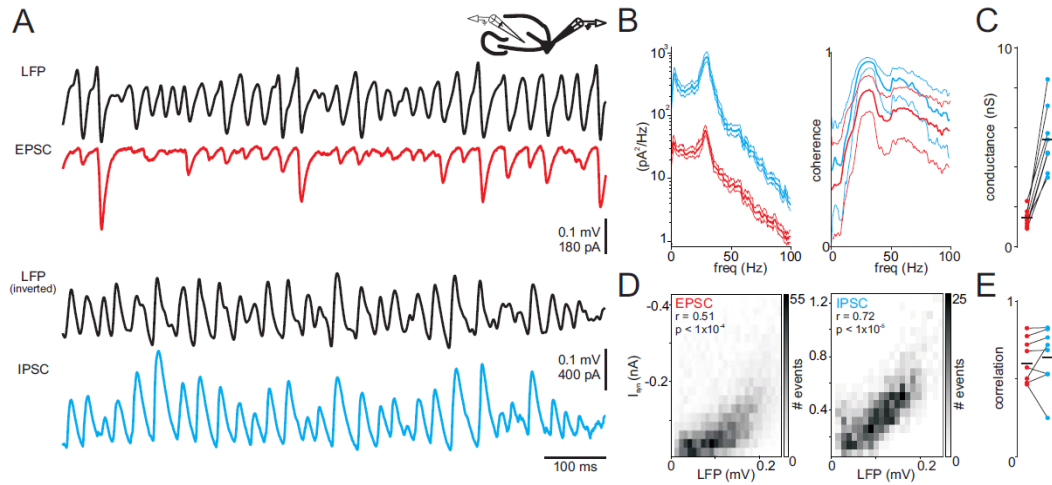 A
LFP
EPSC
0.1 mV
180 pA
LFP
(inverted)
0.1 mV
400 pA
IPSC
100 ms
B
(pA²/Hz)
10³
10²
10
1
0
50
100
freq (Hz)
coherence
1
0
0
50
100
freq (Hz)
C
conductance (nS)
10
0
D
EPSC
r = 0.51
p < 1x10⁻⁴
Isyn (nA)
-0.4
-0.2
0
0.2
LFP (mV)
55
# events
0
IPSC
r = 0.72
p < 1x10⁻⁵
1.2
0.8
0.4
0
0.2
LFP (mV)
25
# events
0
E
correlation
1
0